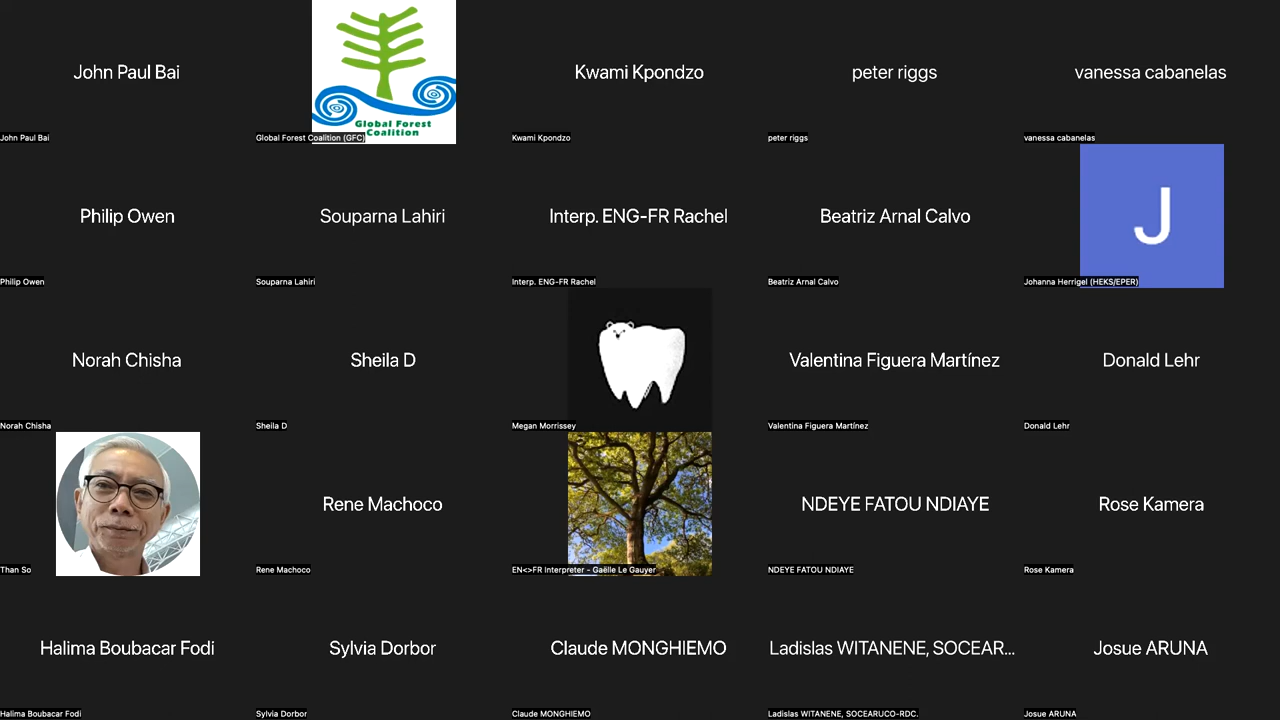 John Paul Bai
Global Forest
Coalition
Kwami Kpondzo
peter riggs
vanessa cabanelas
John Paul Bai
Global Forest Coalition (GFC)
Kwami Kpondzo
peter riggs
vanessa cabanelas
Philip Owen
Souparna Lahiri
Interp. ENG-FR Rachel
Beatriz Arnal Calvo
J
Philip Owen
Souparna Lahiri
Interp. ENG-FR Rachel
Beatriz Arnal Calvo
Johanna Herrigel (HEKS/EPER)
Norah Chisha
Sheila D
Valentina Figuera Martínez
Donald Lehr
Norah Chisha
Sheila D
Megan Morrissey
Valentina Figuera Martínez
Donald Lehr
Rene Machoco
NDEYE FATOU NDIAYE
Rose Kamera
Than So
Rene Machoco
EN<>FR Interpreter - Gaëlle Le Gauyer
NDEYE FATOU NDIAYE
Rose Kamera
Halima Boubacar Fodi
Sylvia Dorbor
Claude MONGHIEMO
Ladislas WITANENE, SOCEAR...
Josue ARUNA
Halima Boubacar Fodi
Sylvia Dorbor
Claude MONGHIEMO
Ladislas WITANENE, SOCEARUCO-RDC.
Josue ARUNA